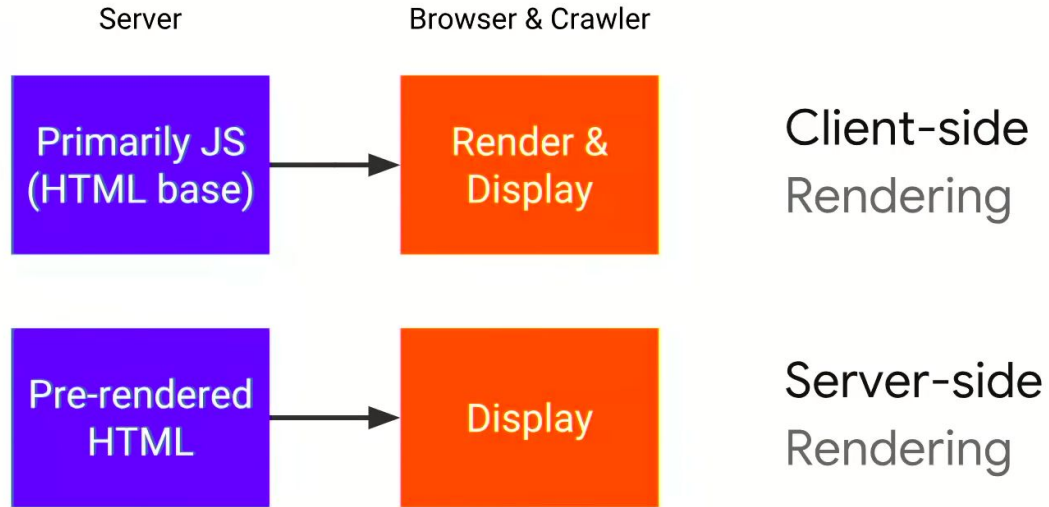 Server
Browser & Crawler
Primarily JS
(HTML base)
Render &
Display
Client-side
Rendering
Pre-rendered
HTML
Display
Server-side
Rendering